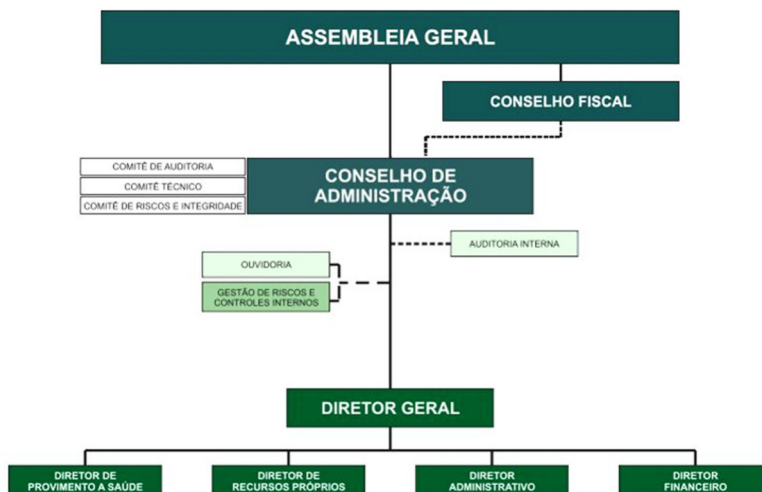 ASSEMBLEIA GERAL
CONSELHO FISCAL
COMITÊ DE AUDITORIA
COMITÊ TÉCNICO
COMITÊ DE RISCOS E INTEGRIDADE
CONSELHO DE
ADMINISTRAÇÃO
AUDITORIA INTERNA
OUVIDORIA
GESTÃO DE RISCOS E
CONTROLES INTERNOS
DIRETOR GERAL
DIRETOR DE
PROVIMENTO A SAÚDE
DIRETOR DE
RECURSOS PRÓPRIOS
DIRETOR
ADMINISTRATIVO
DIRETOR
FINANCEIRO